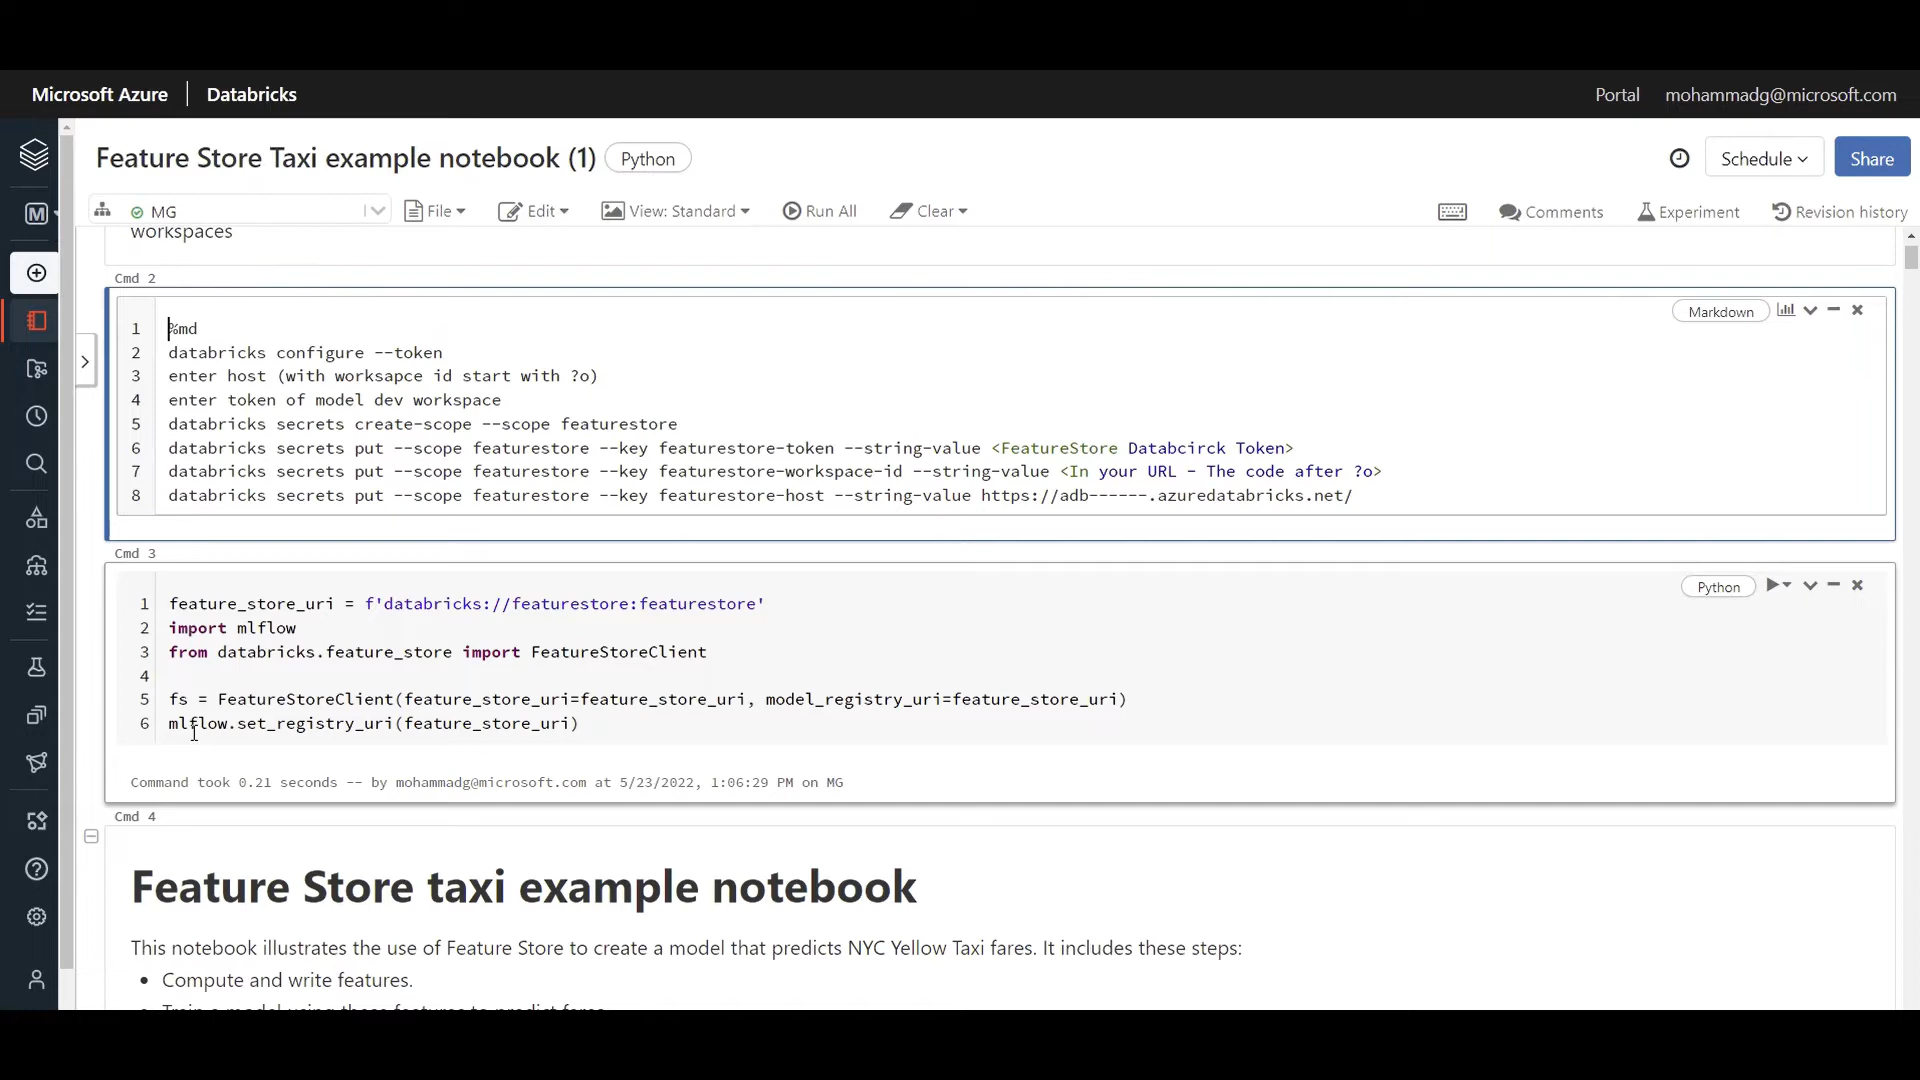 Microsoft Azure Databricks Portal mohammadg@microsoft.com
Feature Store Taxi example notebook (1) Python Schedule Share
M MG File Edit View: Standard Run All Clear Comments Experiment Revision history
workspaces
Cmd 2
Markdown
1 %md
2 databricks configure --token
3 enter host (with worksapce id start with ?o)
4 enter token of model dev workspace
5 databricks secrets create-scope --scope featurestore
6 databricks secrets put --scope featurestore --key featurestore-token --string-value <FeatureStore Databcirck Token>
7 databricks secrets put --scope featurestore --key featurestore-workspace-id --string-value <In your URL - The code after ?o>
8 databricks secrets put --scope featurestore --key featurestore-host --string-value https://adb------.azuredatabricks.net/
Cmd 3
Python
1 feature_store_uri = f'databricks://featurestore:featurestore'
2 import mlflow
3 from databricks.feature_store import FeatureStoreClient
4
5 fs = FeatureStoreClient(feature_store_uri=feature_store_uri, model_registry_uri=feature_store_uri)
6 mlflow.set_registry_uri(feature_store_uri)
Command took 0.21 seconds -- by mohammadg@microsoft.com at 5/23/2022, 1:06:29 PM on MG
Cmd 4
Feature Store taxi example notebook
This notebook illustrates the use of Feature Store to create a model that predicts NYC Yellow Taxi fares. It includes these steps:
• Compute and write features.
• Train a model using these features to predict fares.